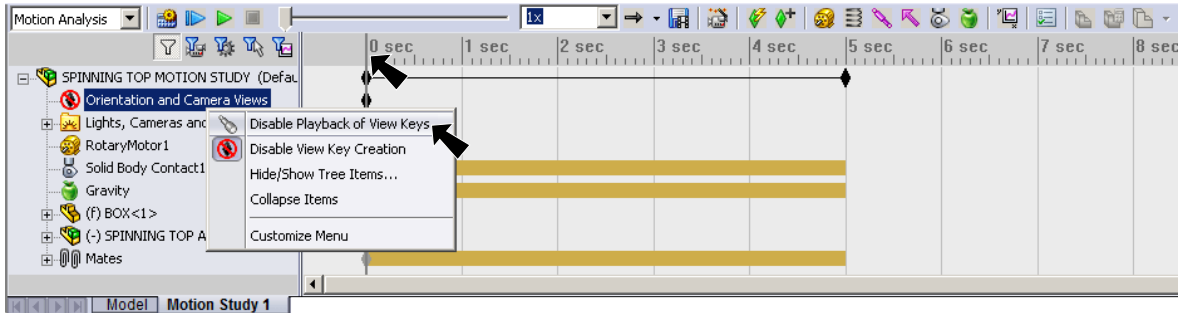 Motion Analysis 1x
0 sec 1 sec 2 sec 3 sec 4 sec 5 sec 6 sec 7 sec 8 sec
SPINNING TOP MOTION STUDY (Defau
Orientation and Camera Views
Lights, Cameras and
Disable Playback of View Keys
RotaryMotor1
Disable View Key Creation
Solid Body Contact1
Hide/Show Tree Items...
Gravity
Collapse Items
(f) BOX<1>
(-) SPINNING TOP A
Customize Menu
Mates
Model Motion Study 1